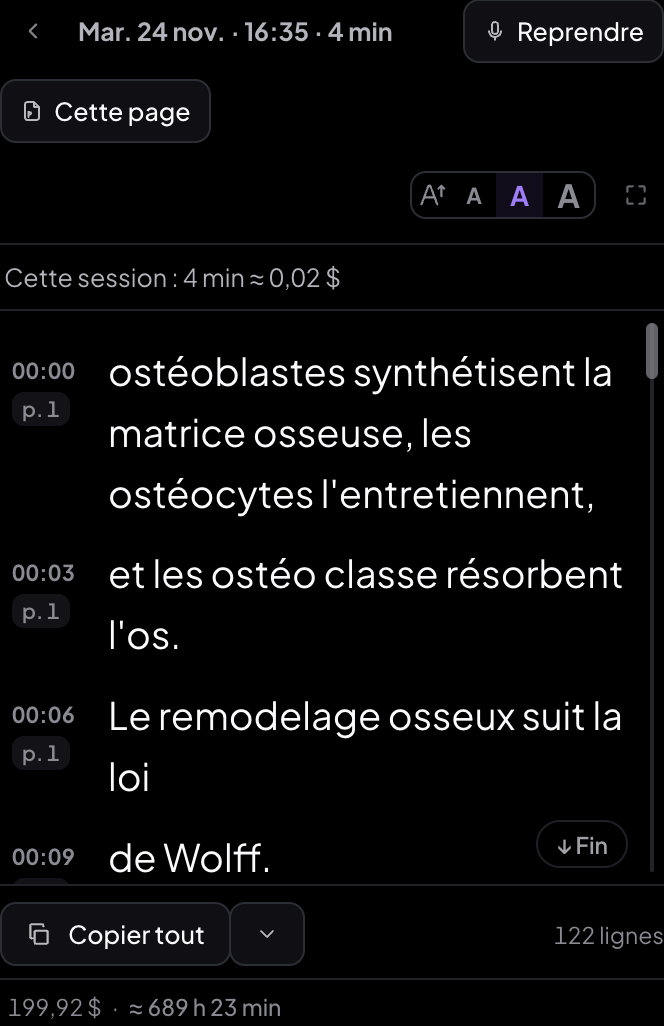 Mar. 24 nov. · 16:35 · 4 min
Reprendre
Cette page
A↑ A A A
Cette session : 4 min ≈ 0,02 $
00:00 ostéoblastes synthétisent la
p. 1 matrice osseuse, les
ostéocytes l'entretiennent,
00:03 et les ostéo classe résorbent
p. 1 l'os.
00:06 Le remodelage osseux suit la
p. 1 loi
00:09 de Wolff.
↓ Fin
Copier tout
122 lignes
199,92 $ · ≈ 689 h 23 min